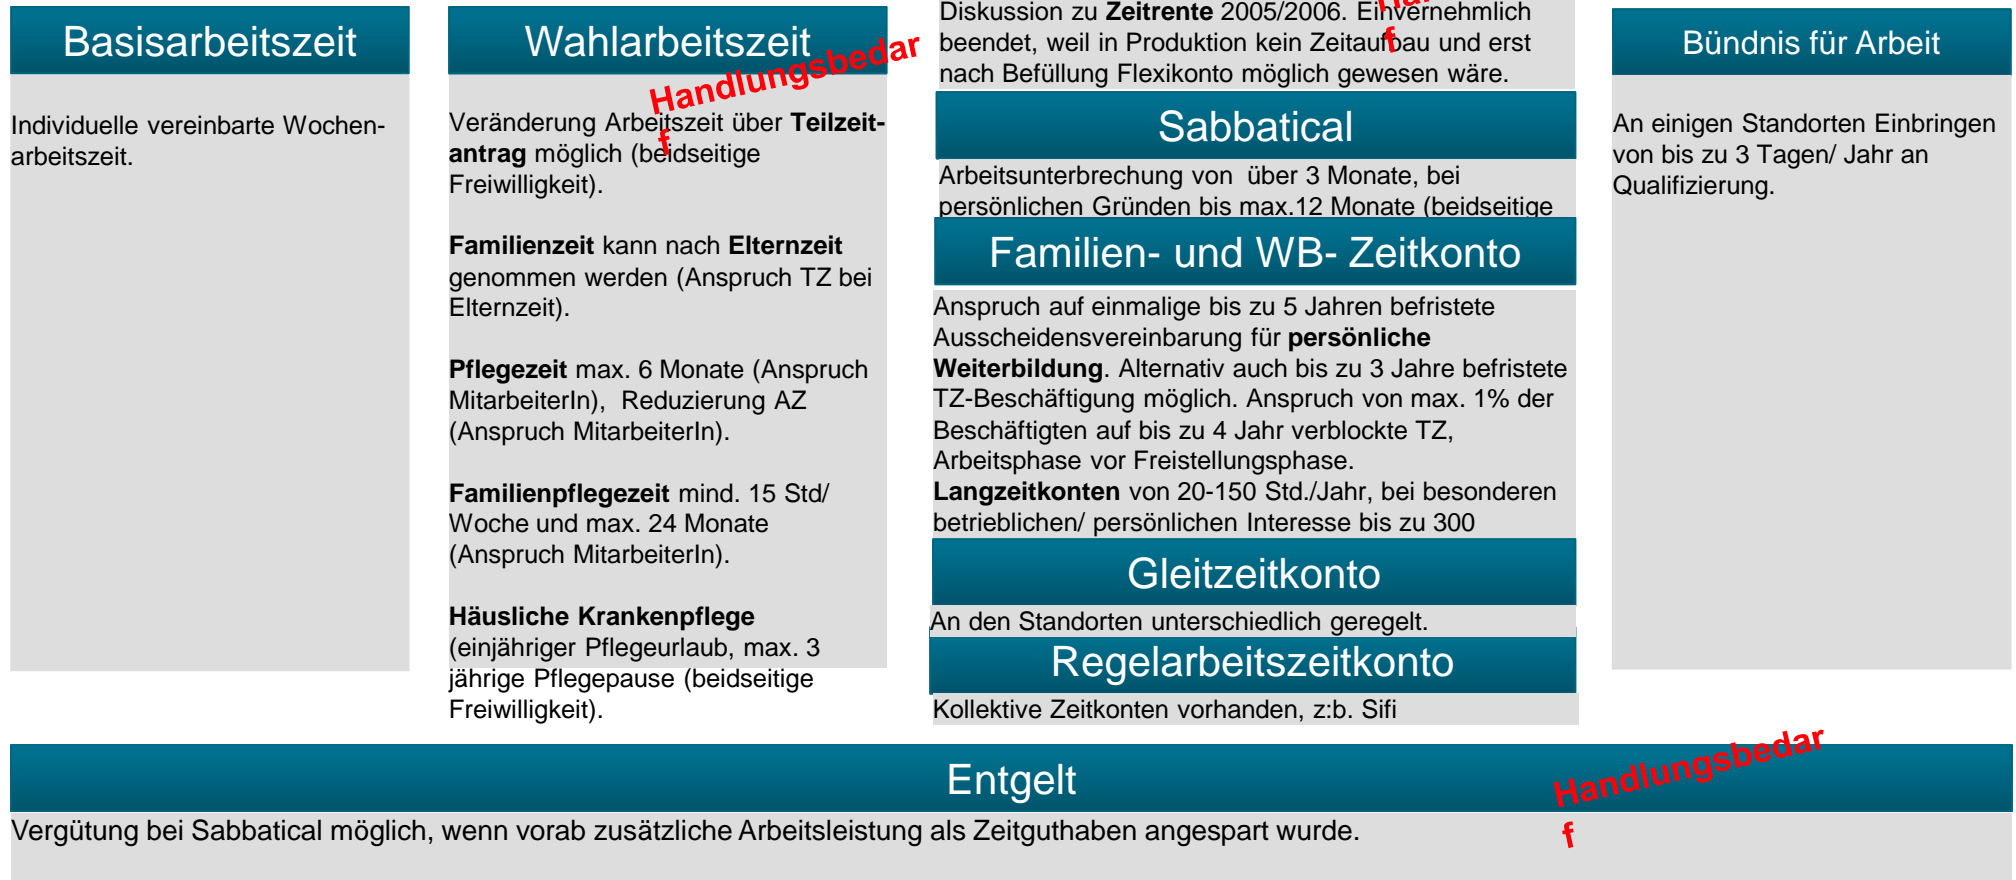 Basisarbeitszeit
Individuelle vereinbarte Wochen-
arbeitszeit.
Wahlarbeitszeit
Handlungsbedar
f
Veränderung Arbeitszeit über Teilzeit-
antrag möglich (beidseitige
Freiwilligkeit).
Familienzeit kann nach Elternzeit
genommen werden (Anspruch TZ bei
Elternzeit).
Pflegezeit max. 6 Monate (Anspruch
MitarbeiterIn), Reduzierung AZ
(Anspruch MitarbeiterIn).
Familienpflegezeit mind. 15 Std/
Woche und max. 24 Monate
(Anspruch MitarbeiterIn).
Häusliche Krankenpflege
(einjähriger Pflegeurlaub, max. 3
jährige Pflegepause (beidseitige
Freiwilligkeit).
Diskussion zu Zeitrente 2005/2006. Einvernehmlich
beendet, weil in Produktion kein Zeitaufbau und erst
nach Befüllung Flexikonto möglich gewesen wäre.
f
Sabbatical
Arbeitsunterbrechung von über 3 Monate, bei
persönlichen Gründen bis max.12 Monate (beidseitige
Familien- und WB- Zeitkonto
Anspruch auf einmalige bis zu 5 Jahren befristete
Ausscheidensvereinbarung für persönliche
Weiterbildung. Alternativ auch bis zu 3 Jahre befristete
TZ-Beschäftigung möglich. Anspruch von max. 1% der
Beschäftigten auf bis zu 4 Jahr verblockte TZ,
Arbeitsphase vor Freistellungsphase.
Langzeitkonten von 20-150 Std./Jahr, bei besonderen
betrieblichen/ persönlichen Interesse bis zu 300
Gleitzeitkonto
An den Standorten unterschiedlich geregelt.
Regelarbeitszeitkonto
Kollektive Zeitkonten vorhanden, z:b. Sifi
Bündnis für Arbeit
An einigen Standorten Einbringen
von bis zu 3 Tagen/ Jahr an
Qualifizierung.
Entgelt
Handlungsbedar
f
Vergütung bei Sabbatical möglich, wenn vorab zusätzliche Arbeitsleistung als Zeitguthaben angespart wurde.